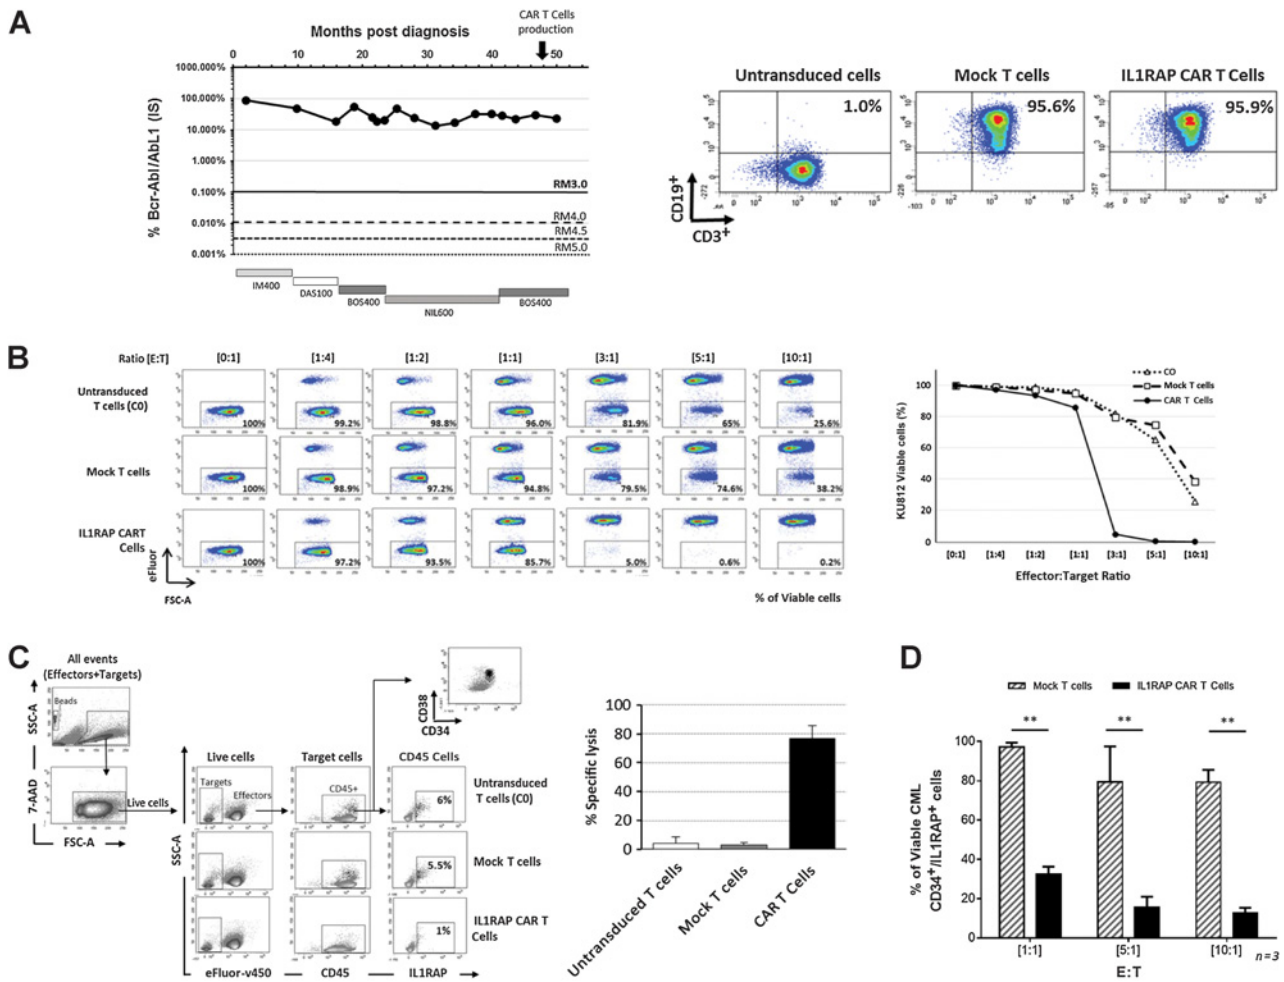 A
Months post diagnosis
CAR T Cells
production
0 10 20 30 40 50
% Bcr-Abl/AbL1 (IS)
1000.000%
100.000%
10.000%
1.000%
0.100%
0.010%
0.001%
RM3.0
RM4.0
RM4.5
RM5.0
IM400
DAS100
BOS400
NIL600
BOS400
Untransduced cells
Mock T cells
IL1RAP CAR T Cells
1.0%
95.6%
95.9%
CD19+
CD3+
B
Ratio [E:T] [0:1] [1:4] [1:2] [1:1] [3:1] [5:1] [10:1]
Untransduced
T cells (C0)
100% 99.2% 98.8% 96.0% 81.9% 65% 25.6%
Mock T cells
100% 98.9% 97.2% 94.8% 79.5% 74.6% 38.2%
IL1RAP CART
Cells
100% 97.2% 93.5% 85.7% 5.0% 0.6% 0.2%
eFluor
FSC-A
% of Viable cells
CO
Mock T cells
CAR T Cells
KU812 Viable cells (%)
100
80
60
40
20
0
[0:1] [1:4] [1:2] [1:1] [3:1] [5:1] [10:1]
Effector:Target Ratio
C
All events
(Effectors+Targets)
SSC-A
Beads
7-AAD
Live cells
FSC-A
CD38
CD34
Live cells
Target cells
CD45 Cells
Targets
Effectors
CD45+
6%
Untransduced
T cells (C0)
5.5%
Mock T cells
1%
IL1RAP CAR T
Cells
SSC-A
eFluor-v450
CD45
IL1RAP
% Specific lysis
100
80
60
40
20
0
Untransduced T cells
Mock T cells
CAR T Cells
D
Mock T cells
IL1RAP CAR T Cells
** ** **
% of Viable CML
CD34+/IL1RAP+ cells
100
80
60
40
20
0
[1:1] [5:1] [10:1]
n=3
E:T